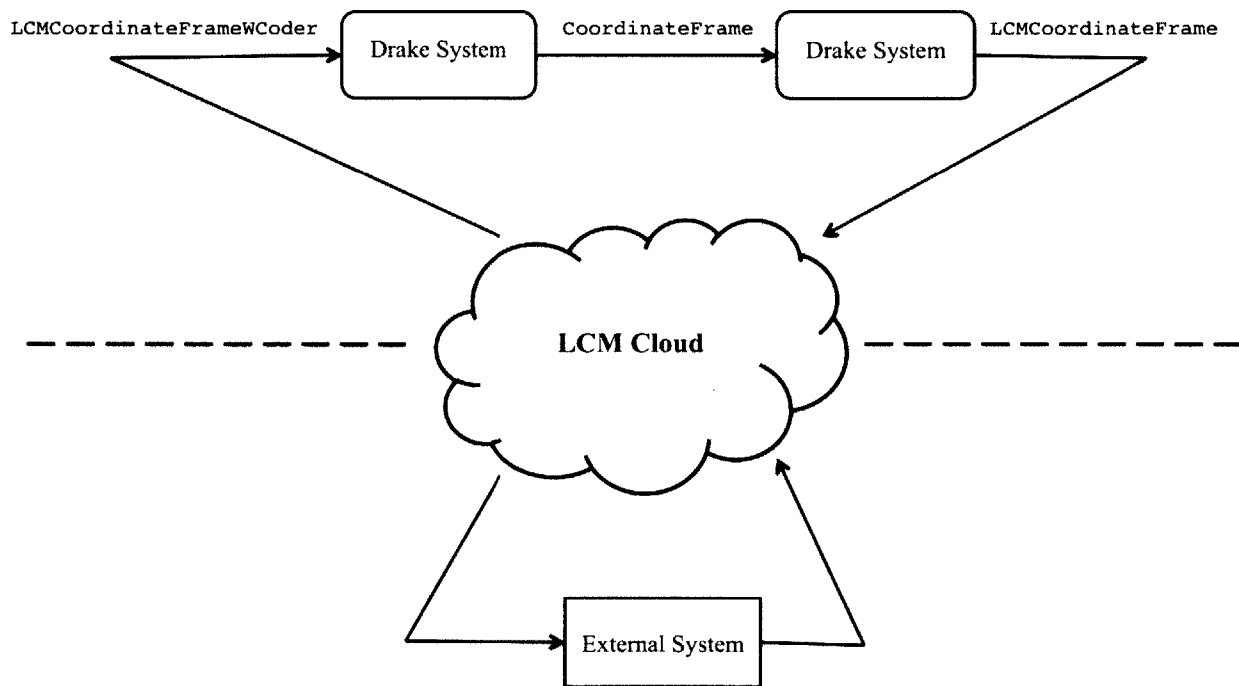 LCMCoordinateFrameWCoder
Drake System
CoordinateFrame
Drake System
LCMCoordinateFrame
LCM Cloud
External System